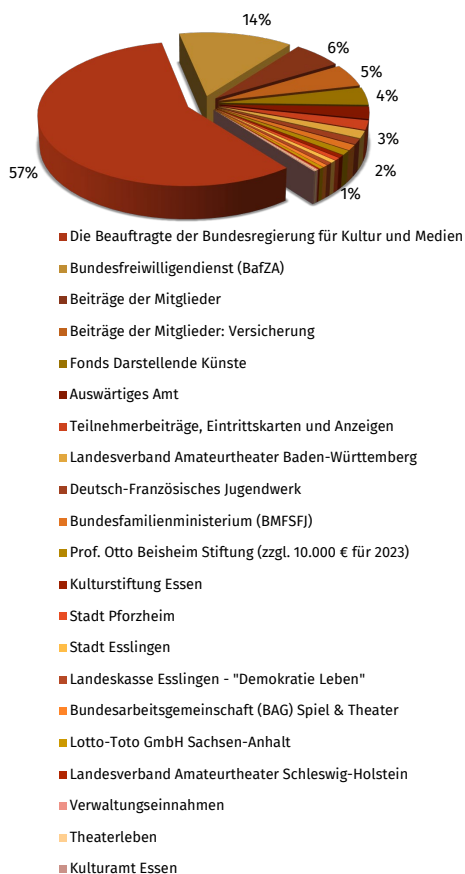 14%
6%
5%
4%
3%
2%
1%
57%
Die Beauftragte der Bundesregierung für Kultur und Medien
Bundesfreiwilligendienst (BafZA)
Beiträge der Mitglieder
Beiträge der Mitglieder: Versicherung
Fonds Darstellende Künste
Auswärtiges Amt
Teilnehmerbeiträge, Eintrittskarten und Anzeigen
Landesverband Amateurtheater Baden-Württemberg
Deutsch-Französisches Jugendwerk
Bundesfamilienministerium (BMFSFJ)
Prof. Otto Beisheim Stiftung (zzgl. 10.000 € für 2023)
Kulturstiftung Essen
Stadt Pforzheim
Stadt Esslingen
Landeskasse Esslingen - "Demokratie Leben"
Bundesarbeitsgemeinschaft (BAG) Spiel & Theater
Lotto-Toto GmbH Sachsen-Anhalt
Landesverband Amateurtheater Schleswig-Holstein
Verwaltungseinnahmen
Theaterleben
Kulturamt Essen